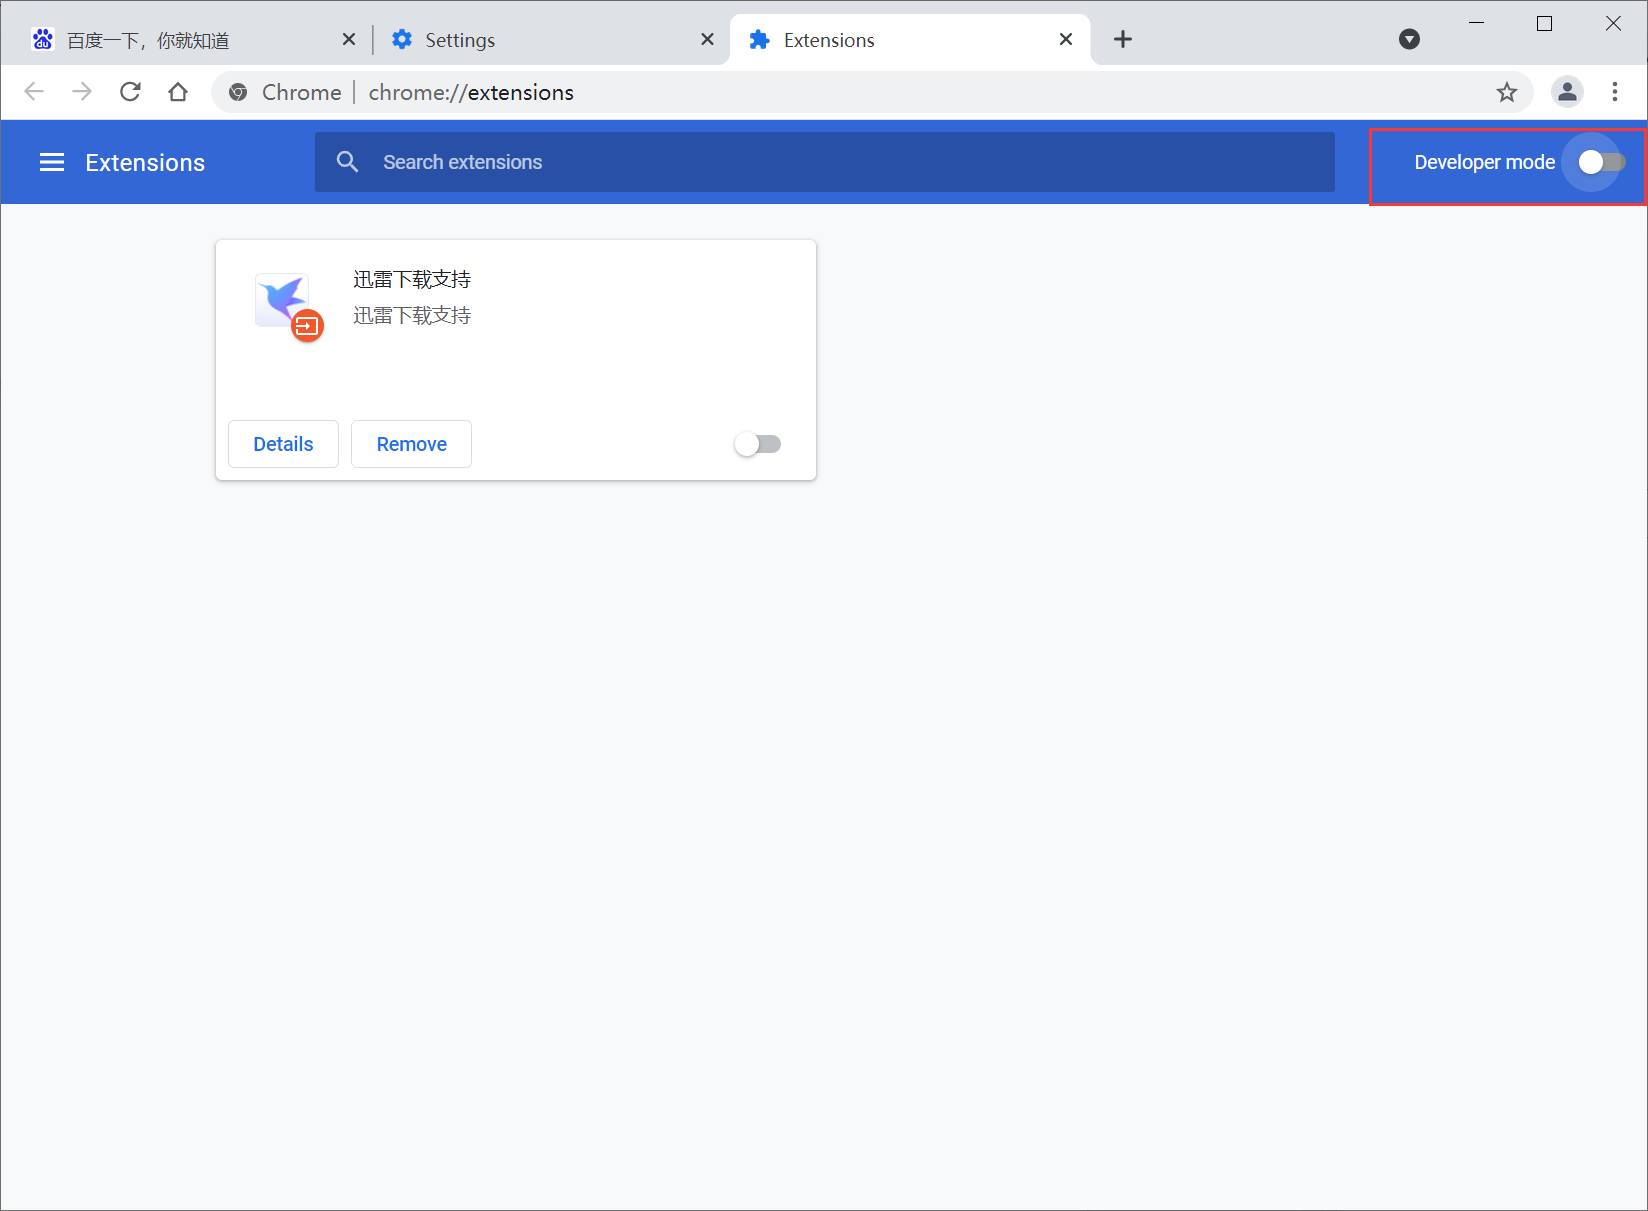 百度一下，你就知道
Settings
Extensions
Chrome
chrome://extensions
Extensions
Search extensions
Developer mode
迅雷下载支持
迅雷下载支持
Details
Remove